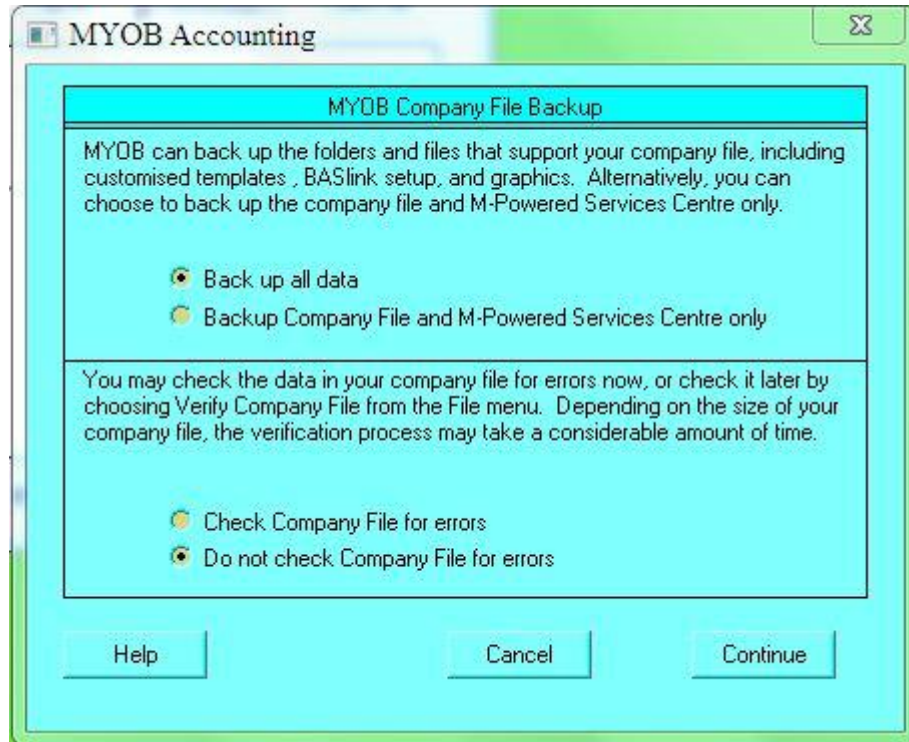 MYOB Accounting
MYOB Company File Backup
MYOB can back up the folders and files that support your company file, including
customised templates , BASlink setup, and graphics.  Alternatively, you can
choose to back up the company file and M-Powered Services Centre only.
Back up all data
Backup Company File and M-Powered Services Centre only
You may check the data in your company file for errors now, or check it later by
choosing Verify Company File from the File menu.  Depending on the size of your
company file, the verification process may take a considerable amount of time.
Check Company File for errors
Do not check Company File for errors
Help Cancel Continue